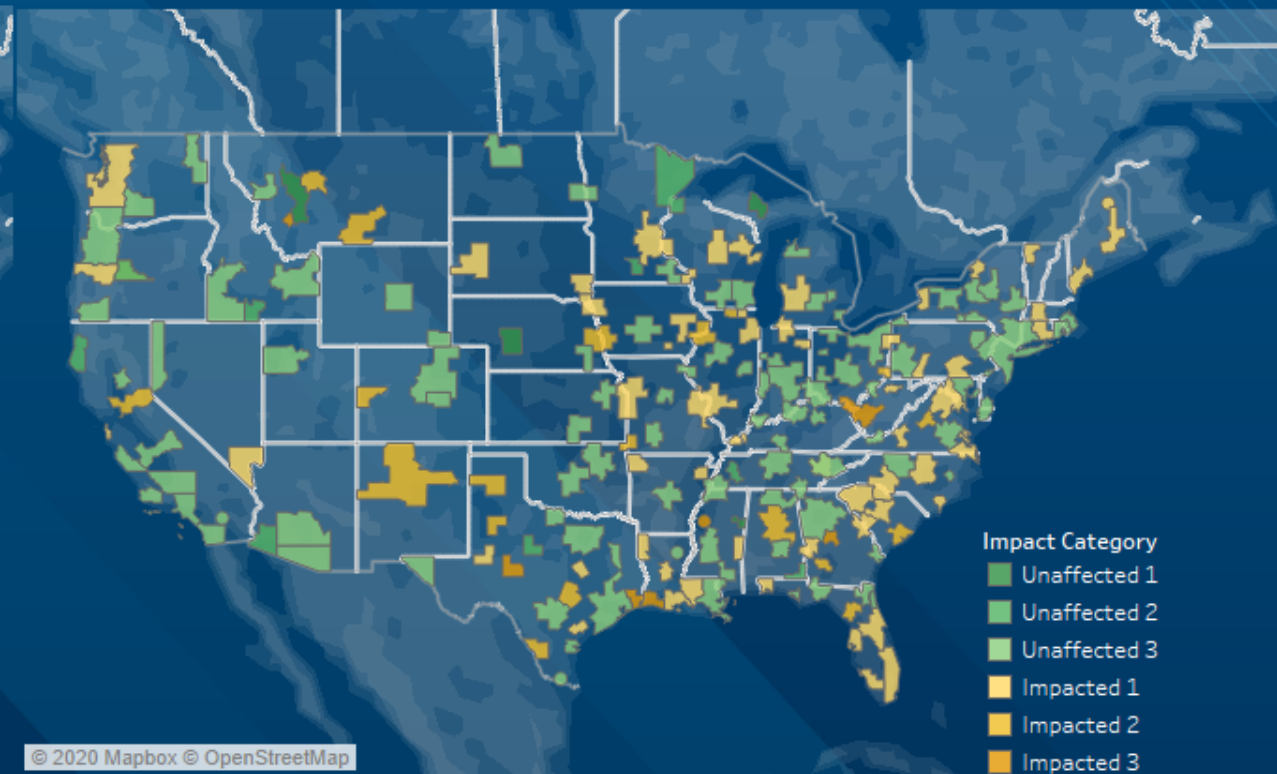 Impact Category
Unaffected 1
Unaffected 2
Unaffected 3
Impacted 1
Impacted 2
Impacted 3
© 2020 Mapbox © OpenStreetMap